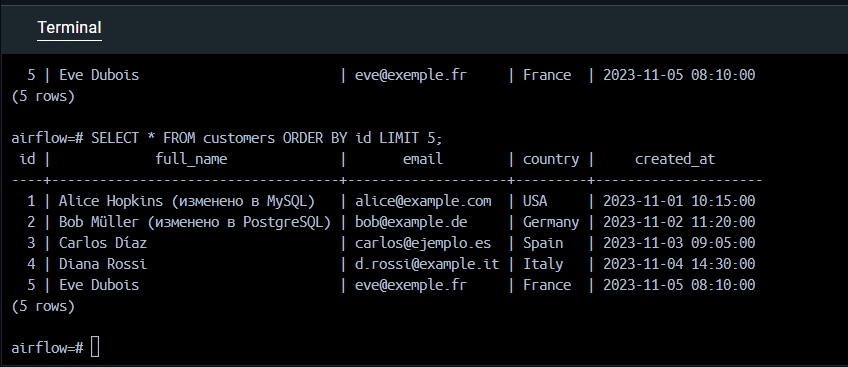 Terminal
  5 | Eve Dubois                         | eve@exemple.fr     | France  | 2023-11-05 08:10:00
(5 rows)
airflow=# SELECT * FROM customers ORDER BY id LIMIT 5;
 id |             full_name              |       email        | country |     created_at
----+------------------------------------+--------------------+---------+---------------------
  1 | Alice Hopkins (изменено в MySQL)   | alice@example.com  | USA     | 2023-11-01 10:15:00
  2 | Bob Müller (изменено в PostgreSQL) | bob@example.de     | Germany | 2023-11-02 11:20:00
  3 | Carlos Díaz                        | carlos@ejemplo.es  | Spain   | 2023-11-03 09:05:00
  4 | Diana Rossi                        | d.rossi@example.it | Italy   | 2023-11-04 14:30:00
  5 | Eve Dubois                         | eve@exemple.fr     | France  | 2023-11-05 08:10:00
(5 rows)
airflow=#